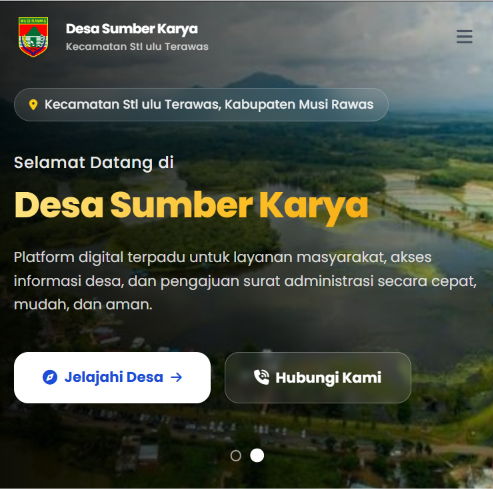 MUSI RAWAS
Desa Sumber Karya
Kecamatan Stl ulu Terawas
Kecamatan Stl ulu Terawas, Kabupaten Musi Rawas
Selamat Datang di
Desa Sumber Karya
Platform digital terpadu untuk layanan masyarakat, akses
informasi desa, dan pengajuan surat administrasi secara cepat,
mudah, dan aman.
Jelajahi Desa
Hubungi Kami